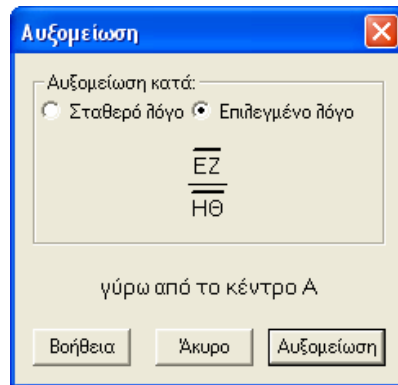 Αυξομείωση
Αυξομείωση κατά:
Σταθερό λόγο Επιλεγμένο λόγο
ΕΖ
ΗΘ
γύρω από το κέντρο Α
Βοήθεια Άκυρο Αυξομείωση